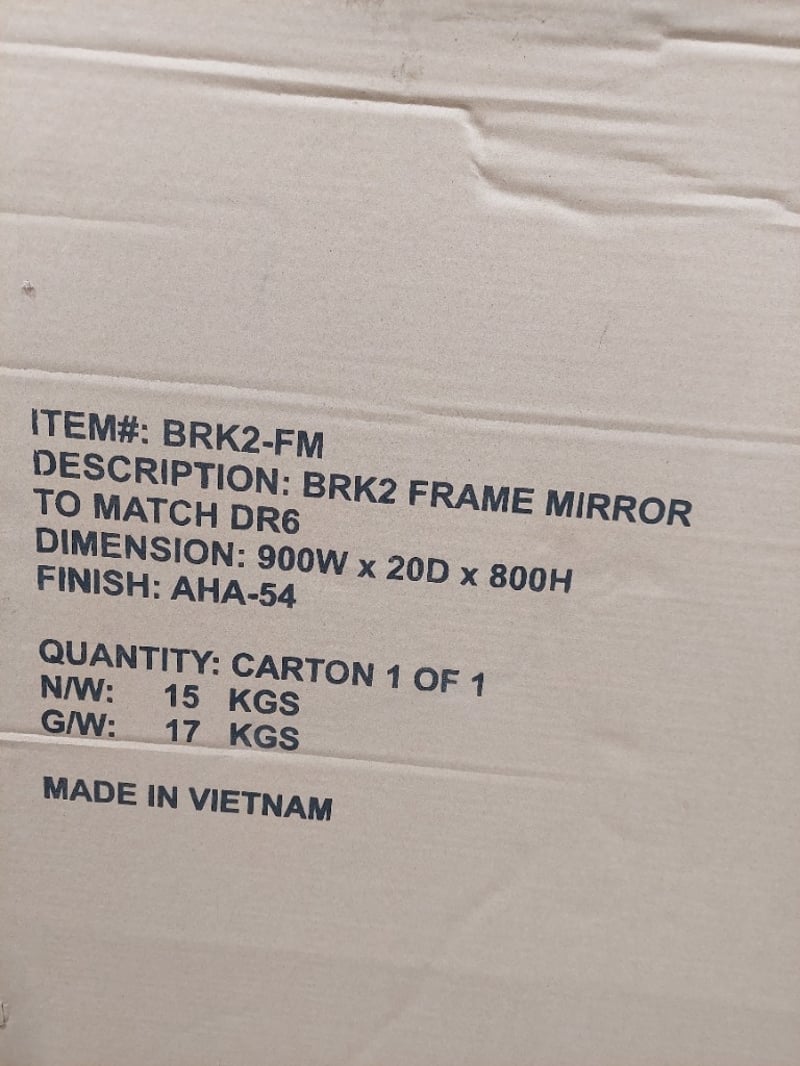 ITEM#: BRK2-FM
DESCRIPTION: BRK2 FRAME MIRROR
TO MATCH DR6
DIMENSION: 900W x 20D x 800H
FINISH: AHA-54
QUANTITY: CARTON 1 OF 1
N/W: 15 KGS
G/W: 17 KGS
MADE IN VIETNAM